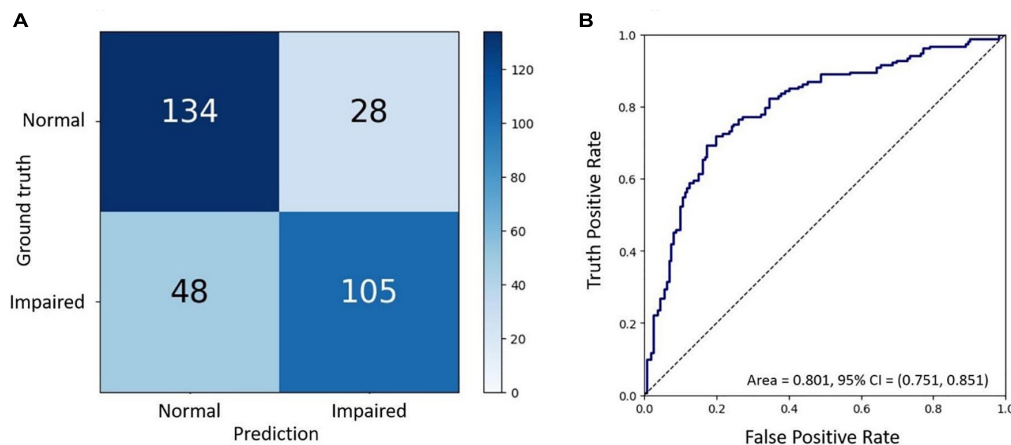 A
Normal
134
28
Impaired
48
105
Ground truth
Normal
Impaired
Prediction
120
100
80
60
40
20
0
B
1.0
0.8
0.6
0.4
0.2
0.0
Truth Positive Rate
Area = 0.801, 95% CI = (0.751, 0.851)
0.0
0.2
0.4
0.6
0.8
1.0
False Positive Rate